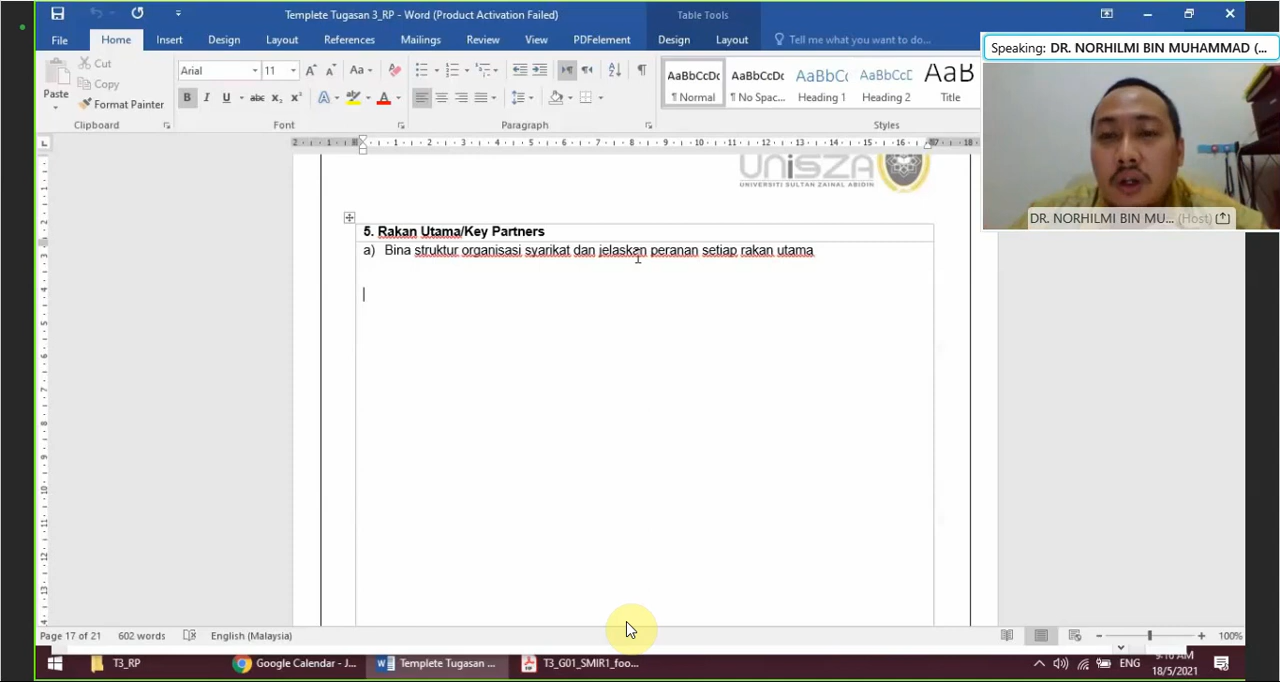 Templete Tugasan 3_RP - Word (Product Activation Failed)
Table Tools
File Home Insert Design Layout References Mailings Review View PDFelement Design Layout Tell me what you want to do...
Speaking: DR. NORHILMI BIN MUHAMMAD (...
Cut
Copy
Format Painter
Paste
Arial 11
Clipboard Font Paragraph Styles
AaBbCcDc AaBbCcDc AaBbCc AaBbCcD AaB
¶ Normal ¶ No Spac... Heading 1 Heading 2 Title
DR. NORHILMI BIN MU... (Host)
UniSZA
UNIVERSITI SULTAN ZAINAL ABIDIN
5. Rakan Utama/Key Partners
a) Bina struktur organisasi syarikat dan jelaskan peranan setiap rakan utama
Page 17 of 21 602 words English (Malaysia) 100%
T3_RP Google Calendar - J... Templete Tugasan ... T3_G01_SMIR1_foo... ENG
18/5/2021